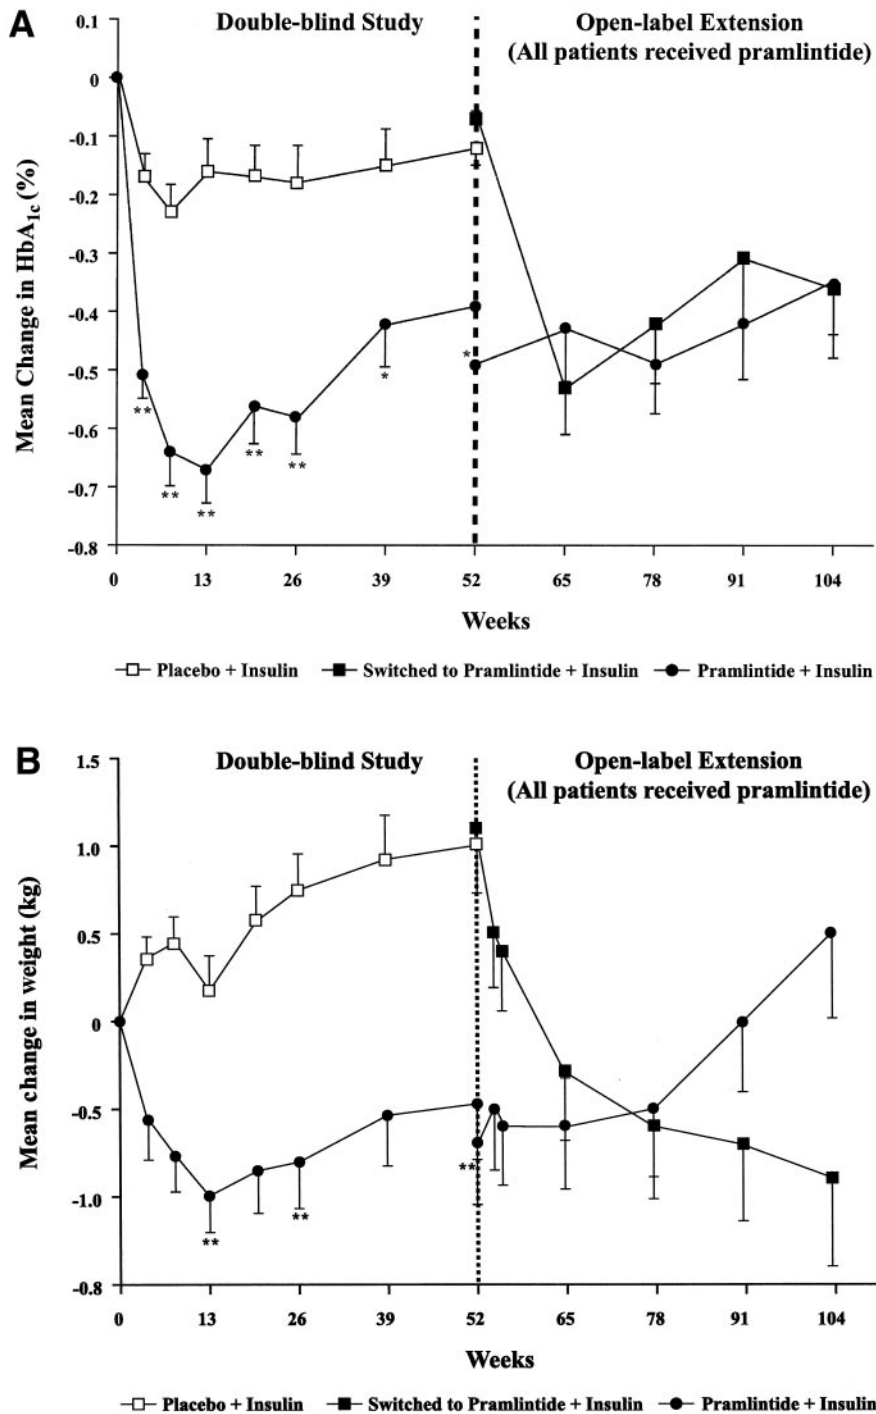 A
Double-blind Study
Open-label Extension
(All patients received pramlintide)
Mean Change in HbA1c (%)
0.1
0
-0.1
-0.2
-0.3
-0.4
-0.5
-0.6
-0.7
-0.8
**
**
**
**
**
*
*
0 13 26 39 52 65 78 91 104
Weeks
Placebo + Insulin Switched to Pramlintide + Insulin Pramlintide + Insulin
B
Double-blind Study
Open-label Extension
(All patients received pramlintide)
Mean change in weight (kg)
1.5
1.0
0.5
0
-0.5
-1.0
-0.8
**
**
**
0 13 26 39 52 65 78 91 104
Weeks
Placebo + Insulin Switched to Pramlintide + Insulin Pramlintide + Insulin